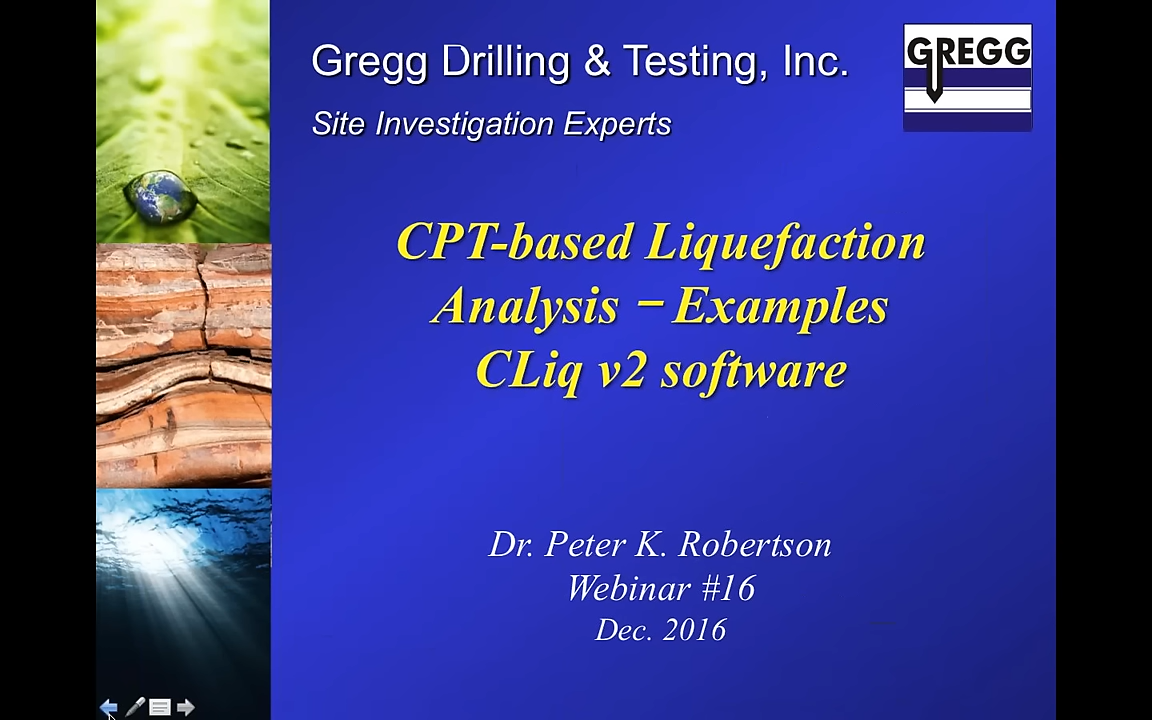 Gregg Drilling & Testing, Inc.
GREGG
Site Investigation Experts
CPT-based Liquefaction
Analysis – Examples
CLiq v2 software
Dr. Peter K. Robertson
Webinar #16
Dec. 2016